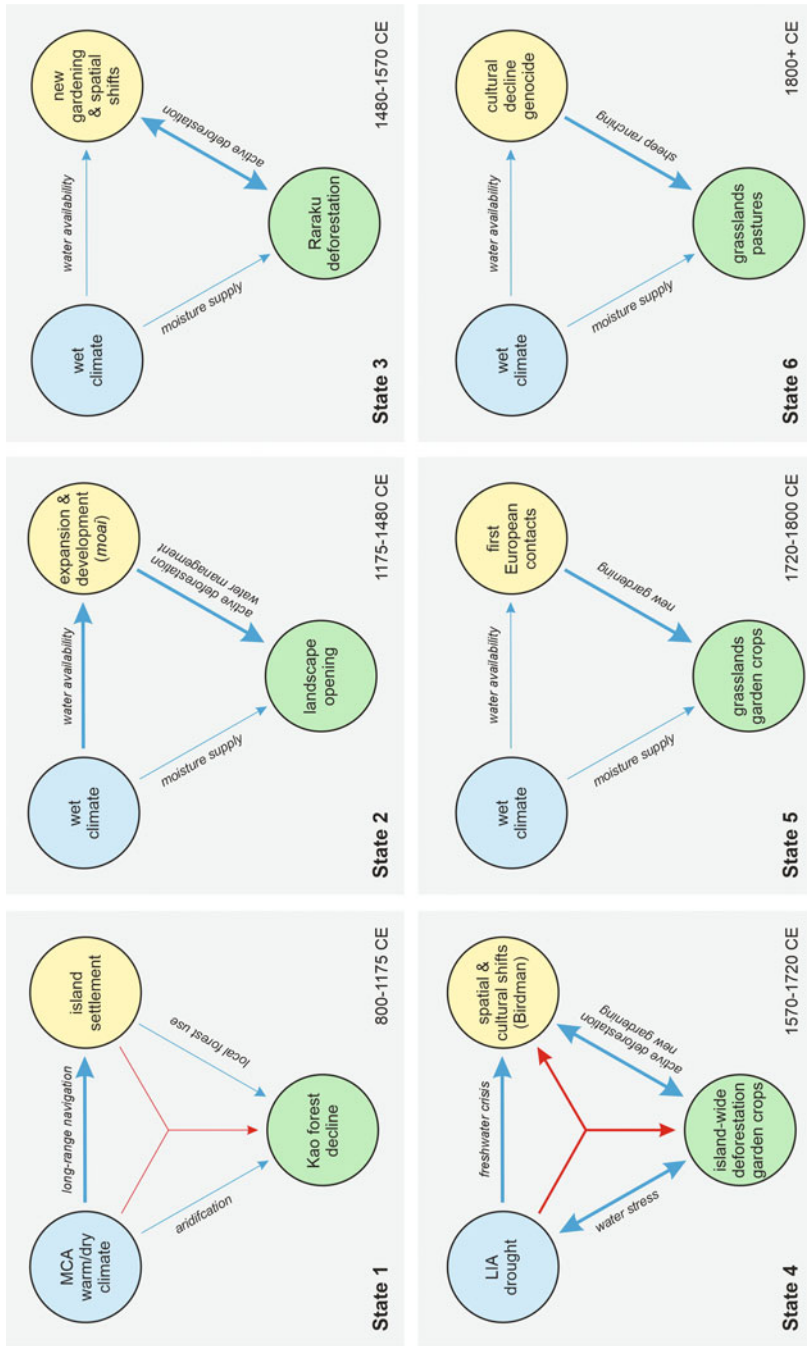 MCA
warm/dry
climate
long-range navigation
island
settlement
aridifcation
local forest use
Kao forest
decline
State 1
800-1175 CE
wet
climate
water availability
expansion &
development
(moai)
moisture supply
active deforestation
water management
landscape
opening
State 2
1175-1480 CE
wet
climate
water availability
new
gardening
& spatial
shifts
moisture supply
active deforestation
Raraku
deforestation
State 3
1480-1570 CE
LIA
drought
freshwater crisis
spatial &
cultural shifts
(Birdman)
water stress
active deforestation
new gardening
island-wide
deforestation
garden crops
State 4
1570-1720 CE
wet
climate
water availability
first
European
contacts
moisture supply
new gardening
grasslands
garden crops
State 5
1720-1800 CE
wet
climate
water availability
cultural
decline
genocide
moisture supply
sheep ranching
grasslands
pastures
State 6
1800+ CE